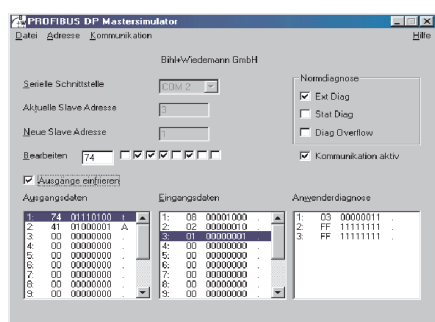 PROFIBUS DP Mastersimulator
Datei Adresse Kommunikation Hilfe
Bihl+Wiedemann GmbH
Serielle Schnittstelle COM 2
Aktuelle Slave Adresse 3
Neue Slave Adresse 1
Bearbeiten 74
Normdiagnose
Ext Diag
Stat Diag
Diag Overflow
Kommunikation aktiv
Ausgänge einfrieren
Ausgangsdaten
1: 74 01110100 t
2: 41 01000001 A
3: 00 00000000 .
4: 00 00000000 .
5: 00 00000000 .
6: 00 00000000 .
7: 00 00000000 .
8: 00 00000000 .
9: 00 00000000 .
Eingangsdaten
1: 08 00001000 .
2: 02 00000010 .
3: 01 00000001 .
4: 00 00000000 .
5: 00 00000000 .
6: 00 00000000 .
7: 00 00000000 .
8: 00 00000000 .
9: 00 00000000 .
Anwenderdiagnose
1: 03 00000011 .
2: FF 11111111 .
3: FF 11111111 .